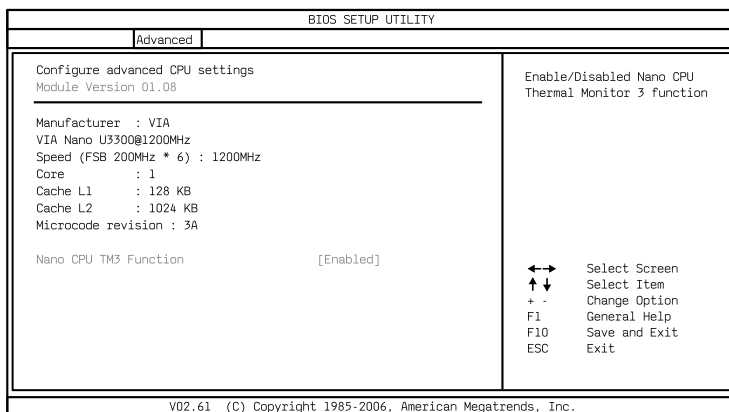 BIOS SETUP UTILITY
Advanced
Configure advanced CPU settings
Module Version 01.08
Manufacturer : VIA
VIA Nano U3300@1200MHz
Speed (FSB 200MHz * 6) : 1200MHz
Core : 1
Cache L1 : 128 KB
Cache L2 : 1024 KB
Microcode revision : 3A
Nano CPU TM3 Function [Enabled]
Enable/Disabled Nano CPU
Thermal Monitor 3 function
←→ Select Screen
↑↓ Select Item
+ - Change Option
F1 General Help
F10 Save and Exit
ESC Exit
V02.61 (C) Copyright 1985-2006, American Megatrends, Inc.